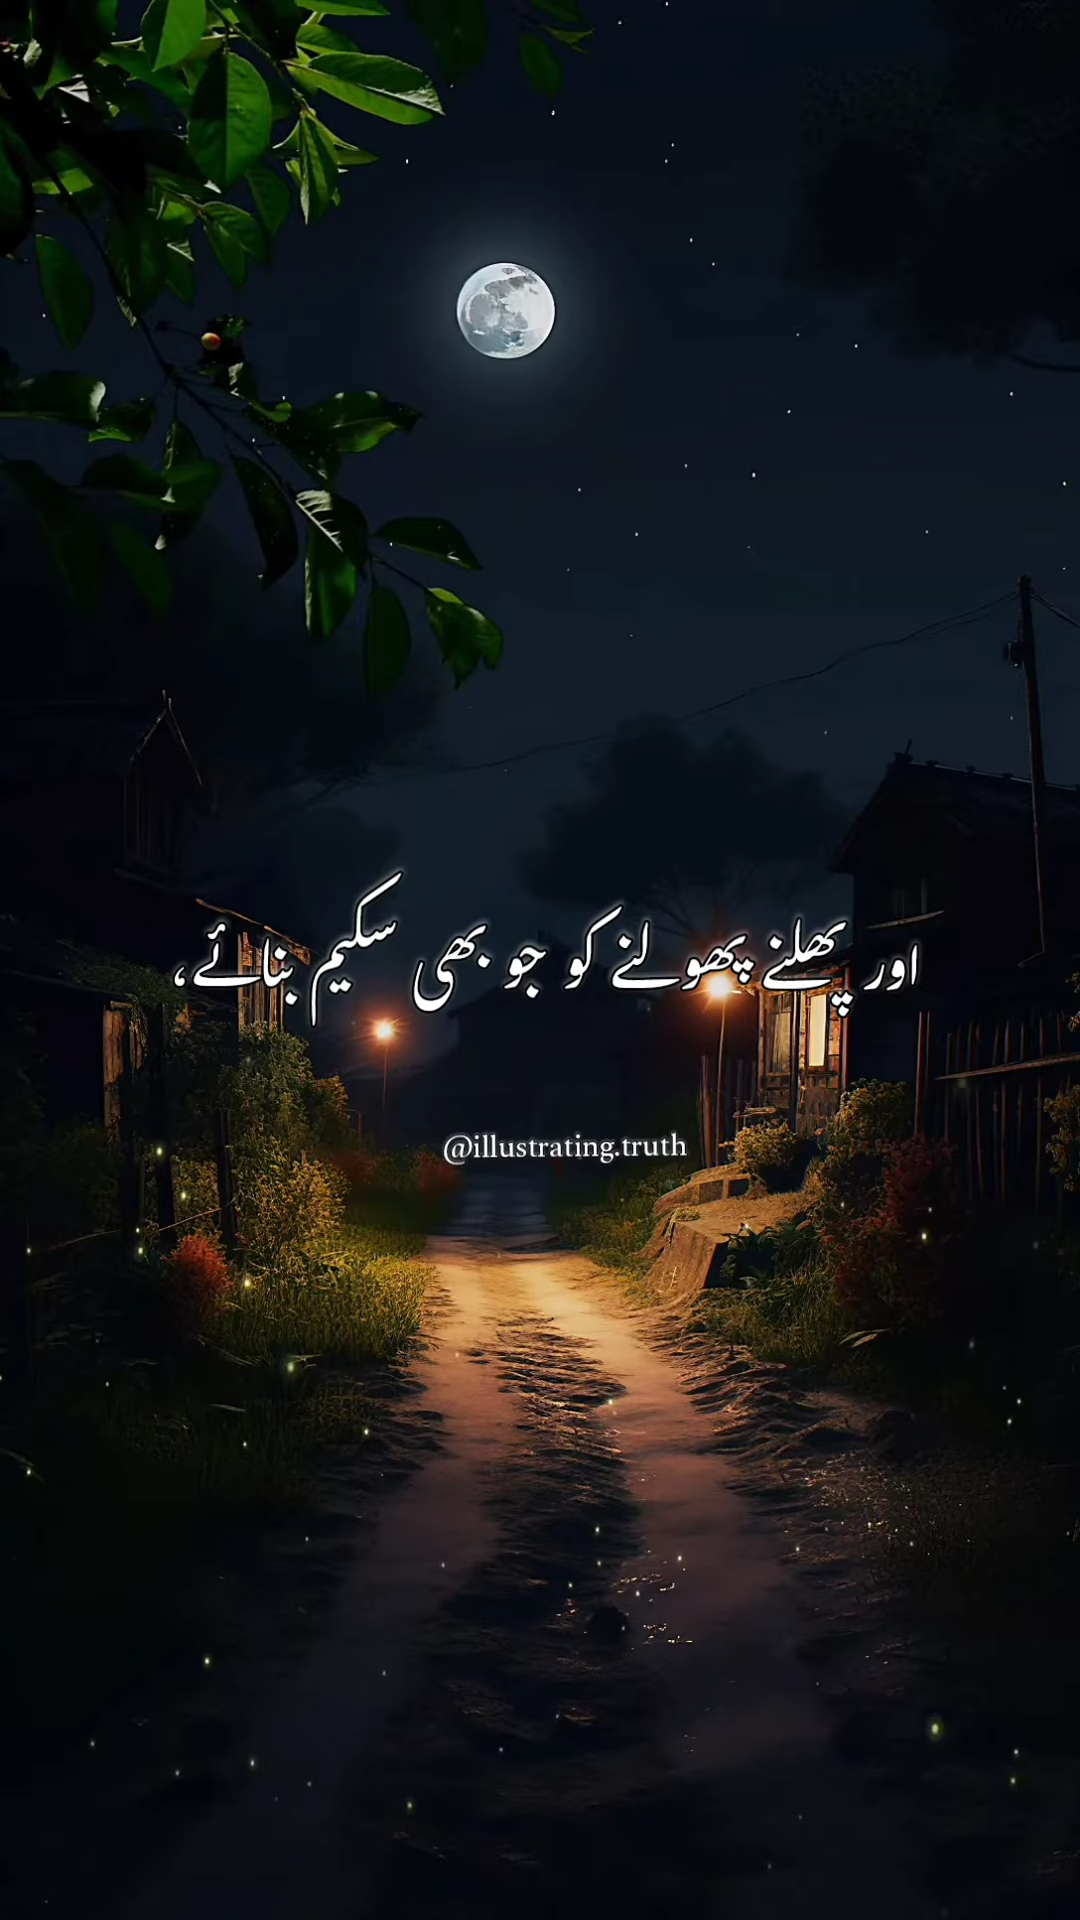 اور پھلنے پھولنے کو جو بھی سکیم بنائے،
@illustrating.truth